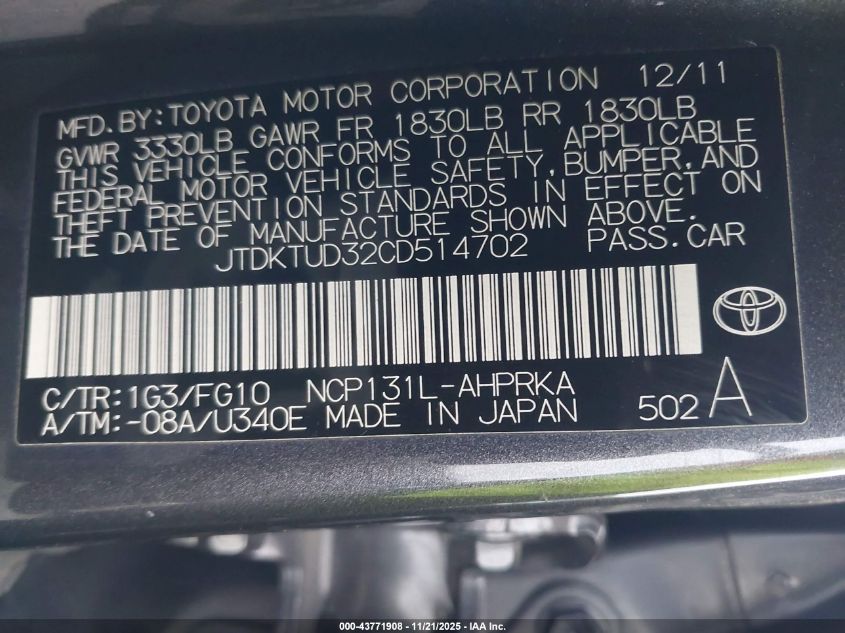 MFD.BY:TOYOTA MOTOR CORPORATION 12/11
GVWR 3330LB GAWR FR 1830LB RR 1830LB
THIS VEHICLE CONFORMS TO ALL APPLICABLE
FEDERAL MOTOR VEHICLE SAFETY,BUMPER,AND
THEFT PREVENTION STANDARDS IN EFFECT ON
THE DATE OF MANUFACTURE SHOWN ABOVE.
JTDKTUD32CD514702 PASS.CAR
C/TR:1G3/FG10 NCP131L-AHPRKA
A/TM:-08A/U340E MADE IN JAPAN 502 A
000-43771908 - 11/21/2025 - IAA Inc.